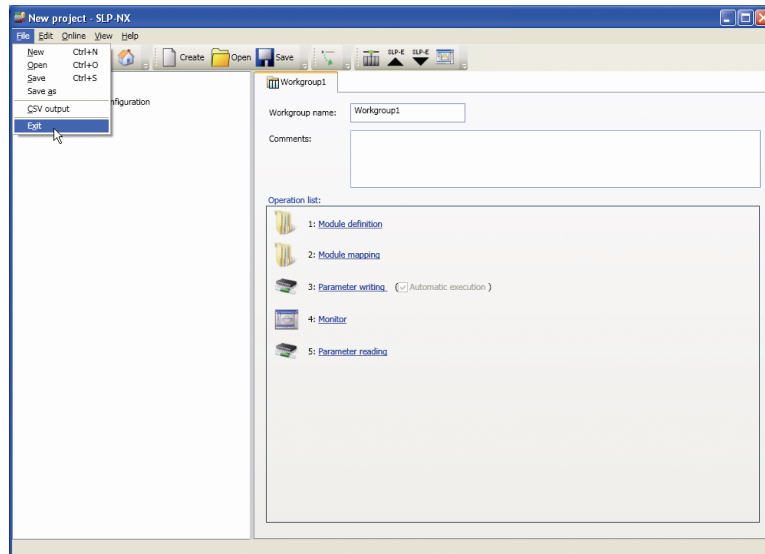 New project - SLP-NX
File Edit Online View Help
Create Open Save SLP-E SLP-E
New Ctrl+N
Open Ctrl+O
Save Ctrl+S
Save as
CSV output
Exit
Workgroup1
Workgroup name: Workgroup1
Comments:
Operation list:
1: Module definition
2: Module mapping
3: Parameter writing ( Automatic execution )
4: Monitor
5: Parameter reading